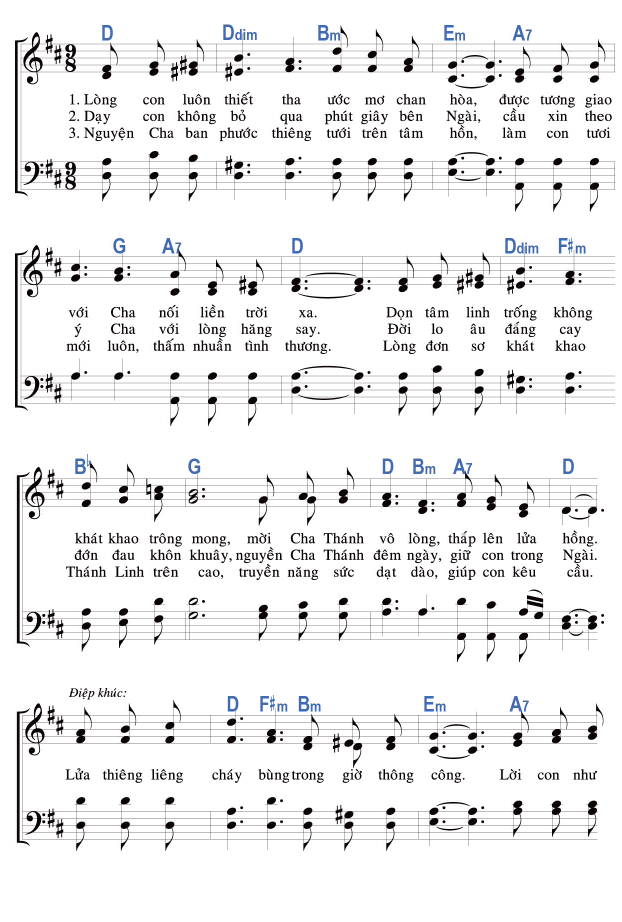 D Ddim Bm Em A7
9 8
1. Lòng con luôn thiết tha ước mơ chan hòa, được tương giao
2. Dạy con không bỏ qua phút giây bên Ngài, cầu xin theo
3. Nguyện Cha ban phước thiêng tưới trên tâm hồn, làm con tươi
9 8
G A7 D Ddim F#m
với Cha nối liền trời xa. Dọn tâm linh trống không
ý Cha với lòng hăng say. Đời lo âu đắng cay
mới luôn, thấm nhuần tình thương. Lòng đơn sơ khát khao
Bb G D Bm A7 D
khát khao trông mong, mời Cha Thánh vô lòng, thắp lên lửa hồng.
đớn đau khôn khuây, nguyền Cha Thánh đêm ngày, giữ con trong Ngài.
Thánh Linh trên cao, truyền năng sức dạt dào, giúp con kêu cầu.
Điệp khúc:
D F#m Bm Em A7
Lửa thiêng liêng cháy bùng trong giờ thông công. Lời con như